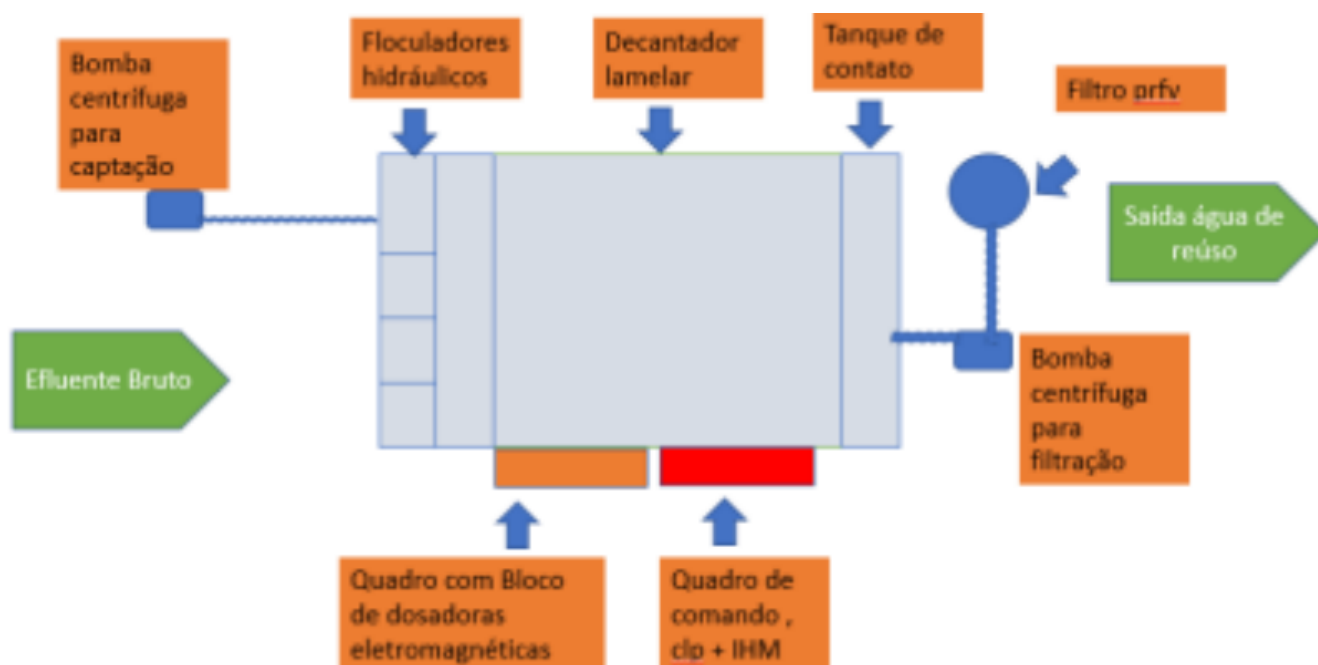 Bomba
centrífuga
para
captação
Floculadores
hidráulicos
Decantador
lamelar
Tanque de
contato
Filtro prfv
Saída água de
reúso
Efluente Bruto
Bomba
centrífuga
para
filtração
Quadro com Bloco
de dosadoras
eletromagnéticas
Quadro de
comando ,
clp + IHM